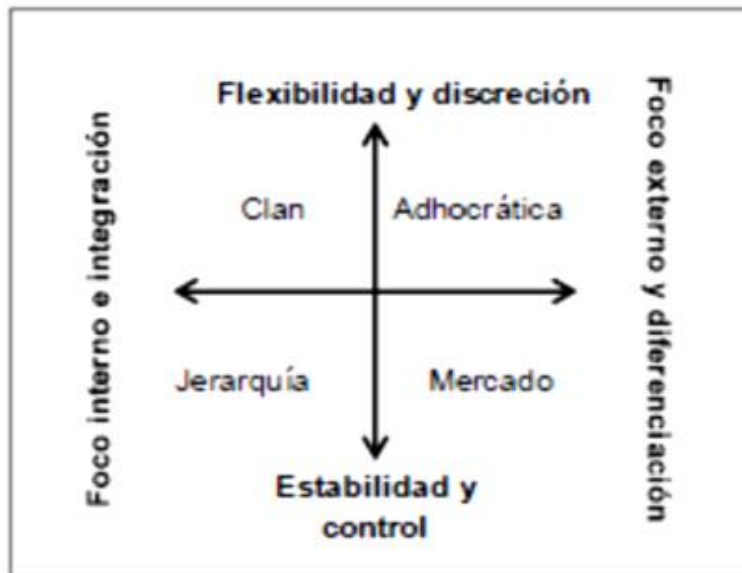 Flexibilidad y discreción
Foco interno e integración
Foco externo y diferenciación
Clan
Adhocrática
Jerarquía
Mercado
Estabilidad y
control